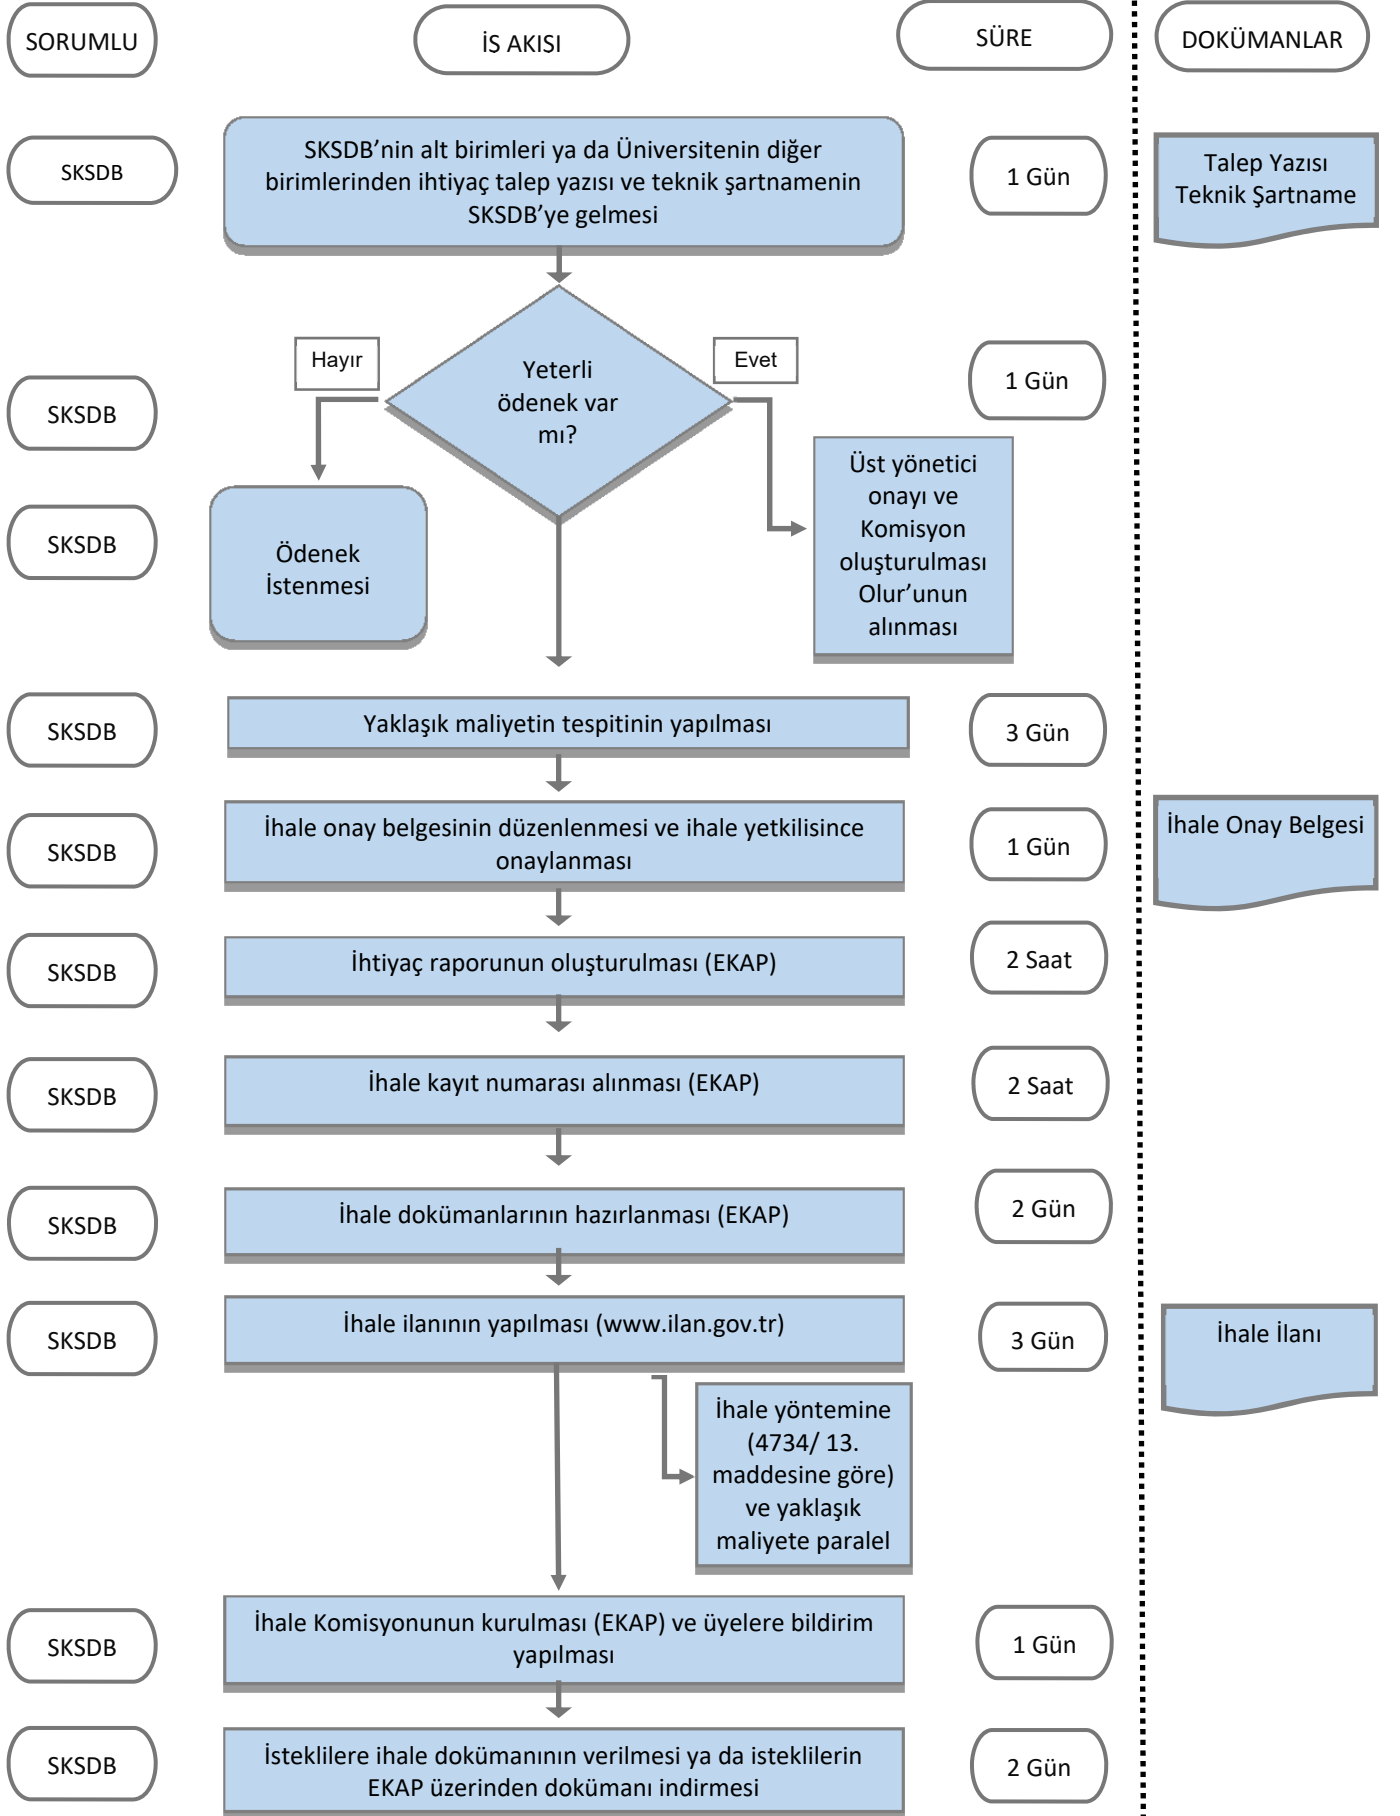 SORUMLU
İS AKISI
SÜRE
DOKÜMANLAR
SKSDB
SKSDB’nin alt birimleri ya da Üniversitenin diğer
birimlerinden ihtiyaç talep yazısı ve teknik şartnamenin
SKSDB’ye gelmesi
1 Gün
Talep Yazısı
Teknik Şartname
SKSDB
Hayır
Yeterli
ödenek var
mı?
Evet
1 Gün
SKSDB
Ödenek
İstenmesi
Üst yönetici
onayı ve
Komisyon
oluşturulması
Olur’unun
alınması
SKSDB
Yaklaşık maliyetin tespitinin yapılması
3 Gün
SKSDB
İhale onay belgesinin düzenlenmesi ve ihale yetkilisince
onaylanması
1 Gün
İhale Onay Belgesi
SKSDB
İhtiyaç raporunun oluşturulması (EKAP)
2 Saat
SKSDB
İhale kayıt numarası alınması (EKAP)
2 Saat
SKSDB
İhale dokümanlarının hazırlanması (EKAP)
2 Gün
SKSDB
İhale ilanının yapılması (www.ilan.gov.tr)
3 Gün
İhale İlanı
İhale yöntemine
(4734/ 13.
maddesine göre)
ve yaklaşık
maliyete paralel
SKSDB
İhale Komisyonunun kurulması (EKAP) ve üyelere bildirim
yapılması
1 Gün
SKSDB
İsteklilere ihale dokümanının verilmesi ya da isteklilerin
EKAP üzerinden dokümanı indirmesi
2 Gün